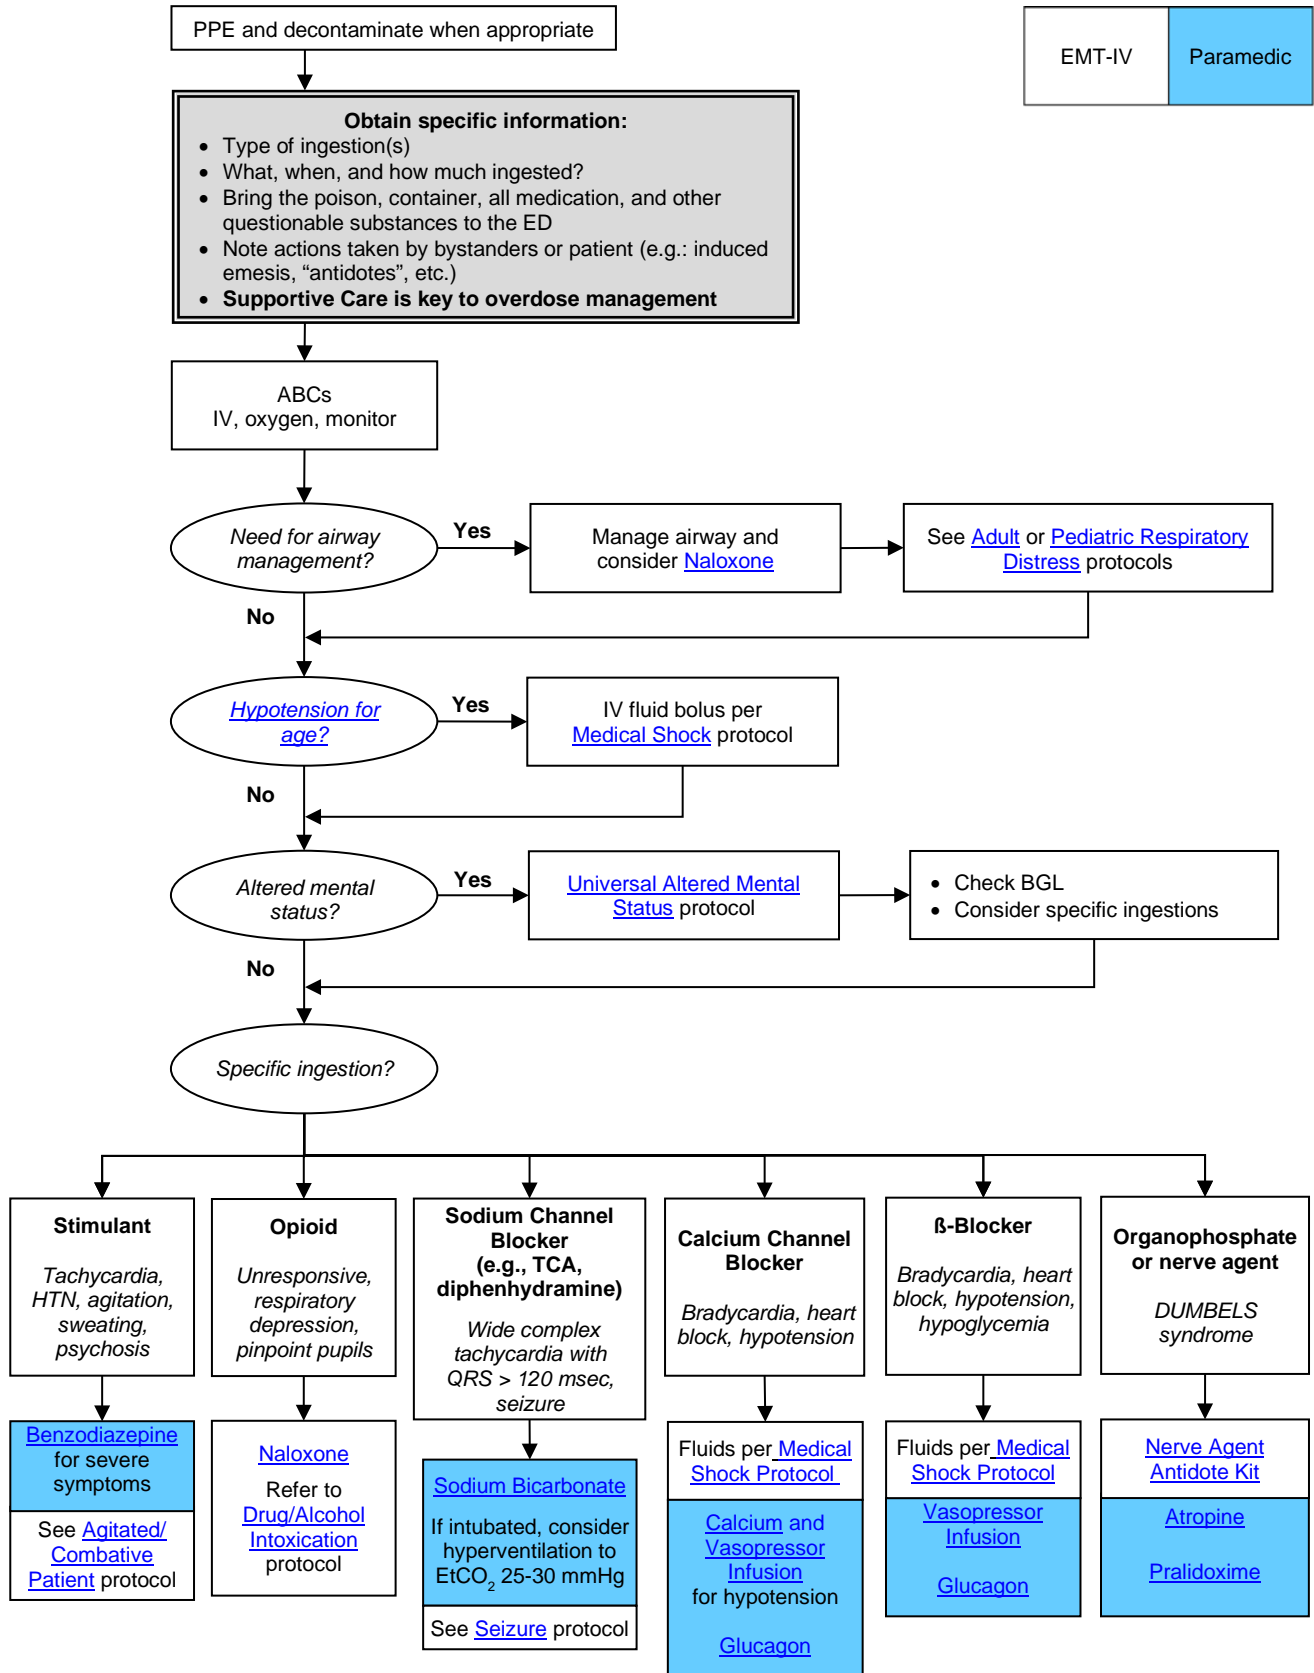 PPE and decontaminate when appropriate
EMT-IV
Paramedic
Obtain specific information:
• Type of ingestion(s)
• What, when, and how much ingested?
• Bring the poison, container, all medication, and other
questionable substances to the ED
• Note actions taken by bystanders or patient (e.g.: induced
emesis, “antidotes”, etc.)
• Supportive Care is key to overdose management
ABCs
IV, oxygen, monitor
Need for airway
management?
Yes
Manage airway and
consider Naloxone
See Adult or Pediatric Respiratory
Distress protocols
No
Hypotension for
age?
Yes
IV fluid bolus per
Medical Shock protocol
No
Altered mental
status?
Yes
Universal Altered Mental
Status protocol
• Check BGL
• Consider specific ingestions
No
Specific ingestion?
Stimulant
Tachycardia,
HTN, agitation,
sweating,
psychosis
Benzodiazepine
for severe
symptoms
See Agitated/
Combative
Patient protocol
Opioid
Unresponsive,
respiratory
depression,
pinpoint pupils
Naloxone
Refer to
Drug/Alcohol
Intoxication
protocol
Sodium Channel
Blocker
(e.g., TCA,
diphenhydramine)
Wide complex
tachycardia with
QRS > 120 msec,
seizure
Sodium Bicarbonate
If intubated, consider
hyperventilation to
EtCO2 25-30 mmHg
See Seizure protocol
Calcium Channel
Blocker
Bradycardia, heart
block, hypotension
Fluids per Medical
Shock Protocol
Calcium and
Vasopressor
Infusion
for hypotension
Glucagon
ß-Blocker
Bradycardia, heart
block, hypotension,
hypoglycemia
Fluids per Medical
Shock Protocol
Vasopressor
Infusion
Glucagon
Organophosphate
or nerve agent
DUMBELS
syndrome
Nerve Agent
Antidote Kit
Atropine
Pralidoxime